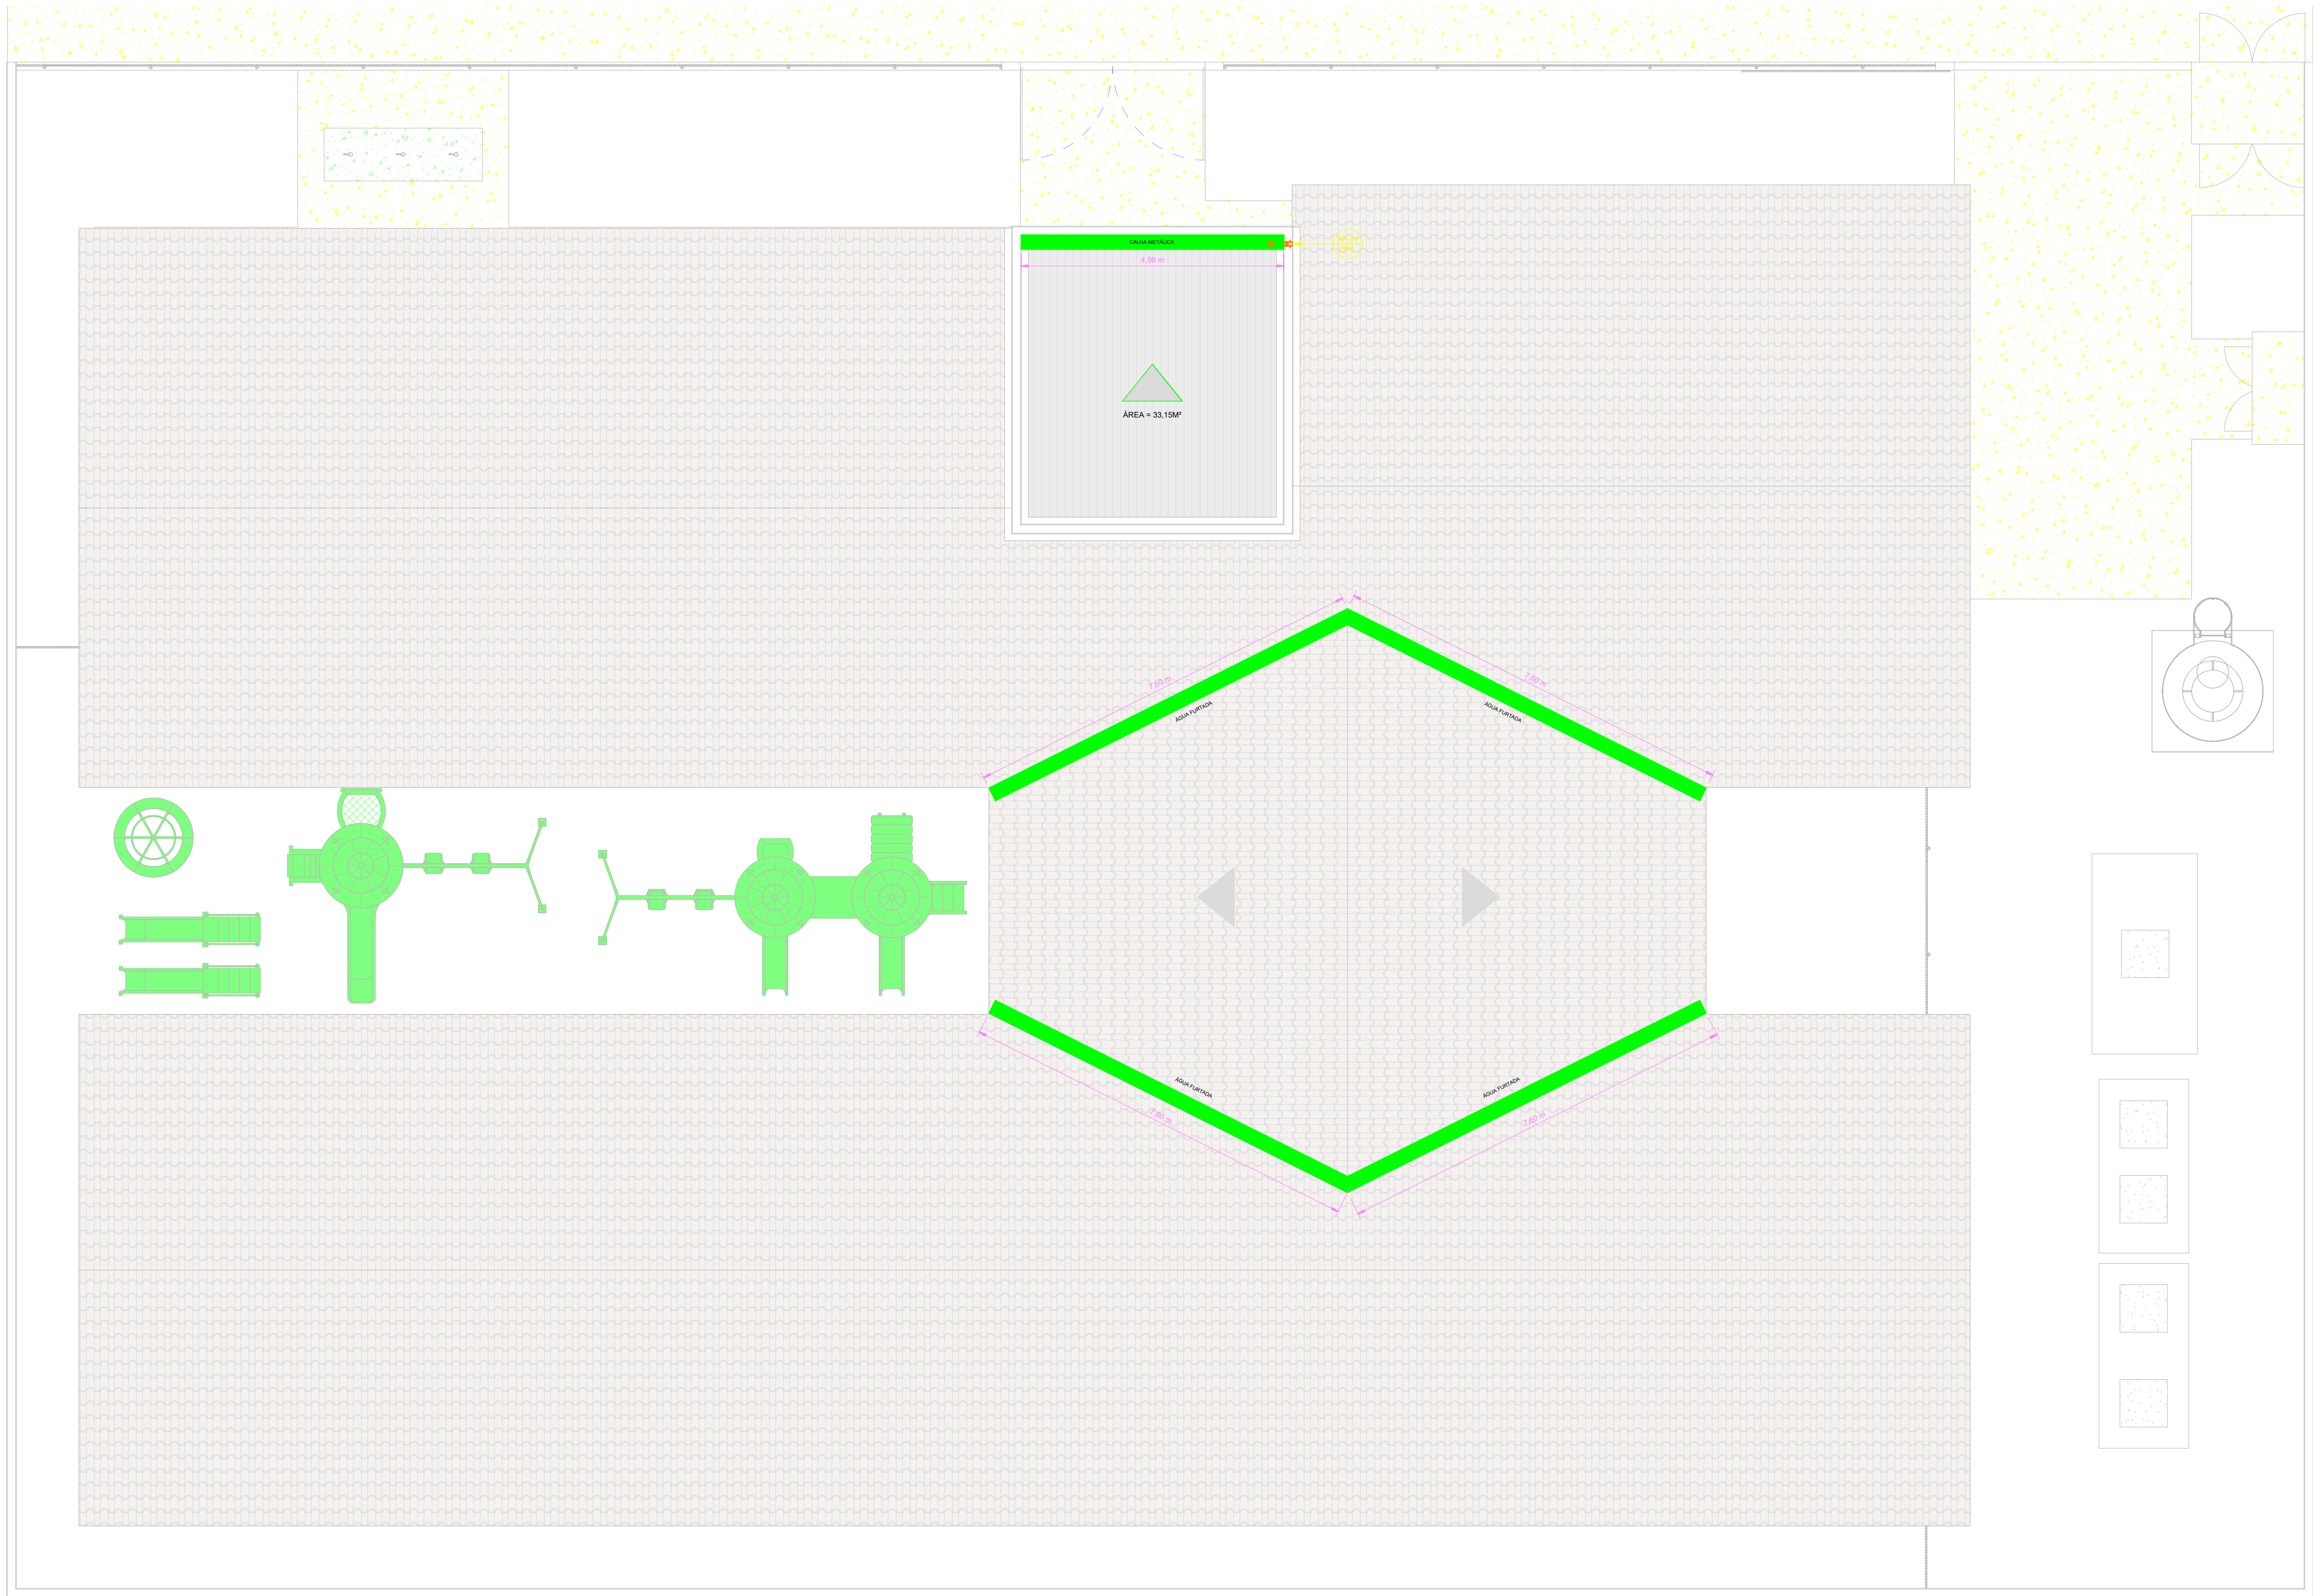 CALHA METÁLICA
4,98 m
ÁREA = 33,15M²
7,60 m
7,60 m
ÁGUA FURTADA
ÁGUA FURTADA
ÁGUA FURTADA
ÁGUA FURTADA
7,60 m
7,60 m